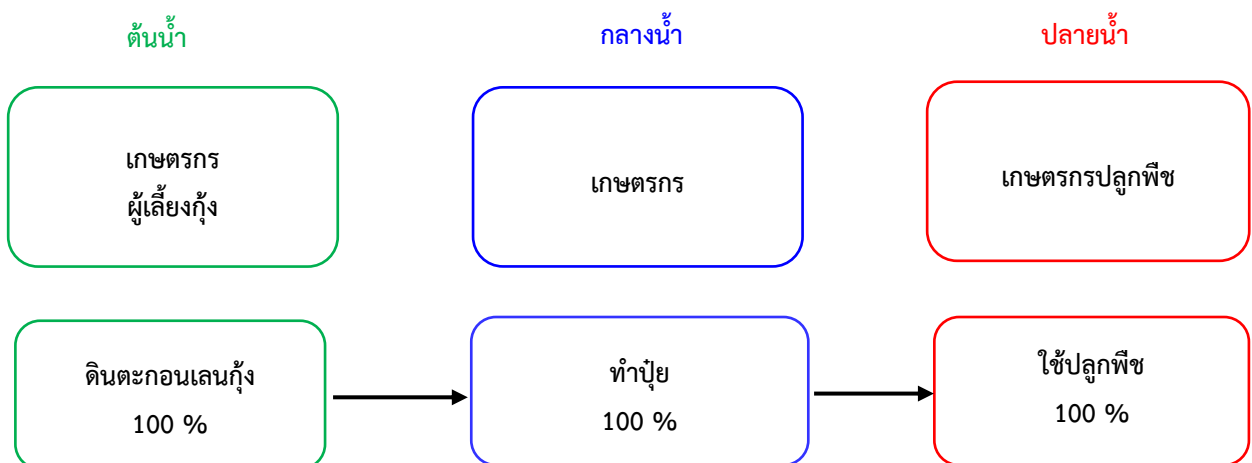 ต้นน้ำ
กลางน้ำ
ปลายน้ำ
เกษตรกร
ผู้เลี้ยงกุ้ง
เกษตรกร
เกษตรกรปลูกพืช
ดินตะกอนเลนกุ้ง
100 %
ทำปุ๋ย
100 %
ใช้ปลูกพืช
100 %